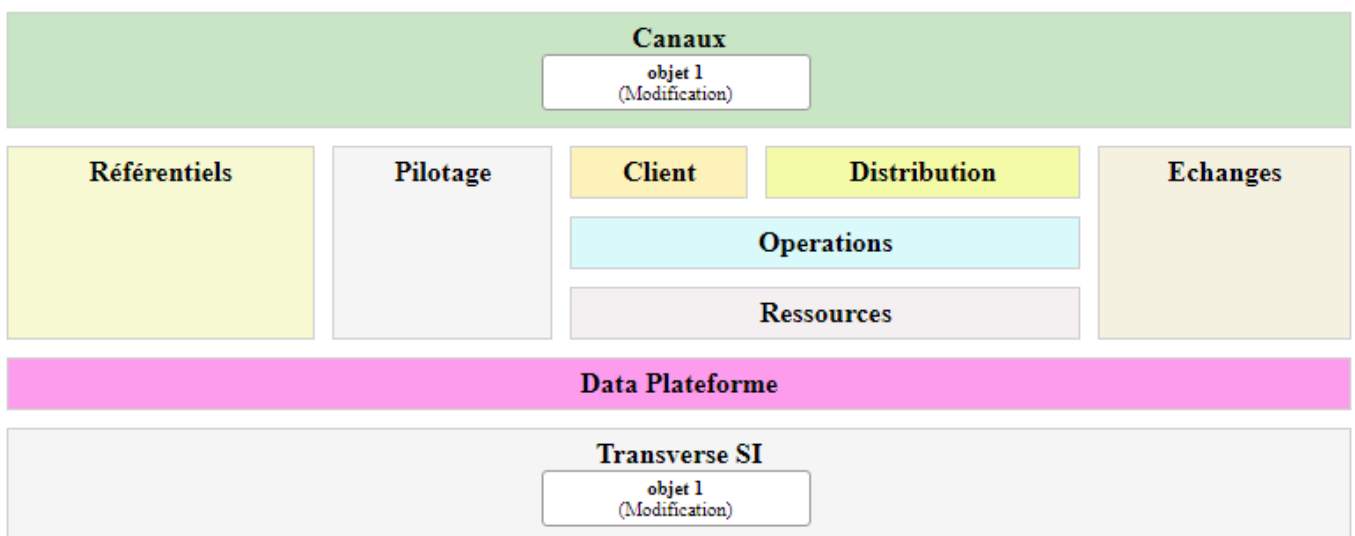 Canaux
objet 1
(Modification)
Référentiels
Pilotage
Client
Distribution
Echanges
Operations
Ressources
Data Plateforme
Transverse SI
objet 1
(Modification)